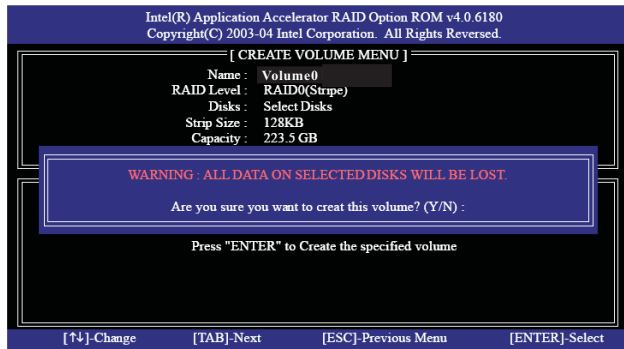 Intel(R) Application Accelerator RAID Option ROM v4.0.6180
Copyright(C) 2003-04 Intel Corporation. All Rights Reversed.
[ CREATE VOLUME MENU ]
Name : Volume0
RAID Level : RAID0(Stripe)
Disks : Select Disks
Strip Size : 128KB
Capacity : 223.5 GB
WARNING : ALL DATA ON SELECTED DISKS WILL BE LOST.
Are you sure you want to creat this volume? (Y/N) :
Press "ENTER" to Create the specified volume
[↑↓]-Change [TAB]-Next [ESC]-Previous Menu [ENTER]-Select